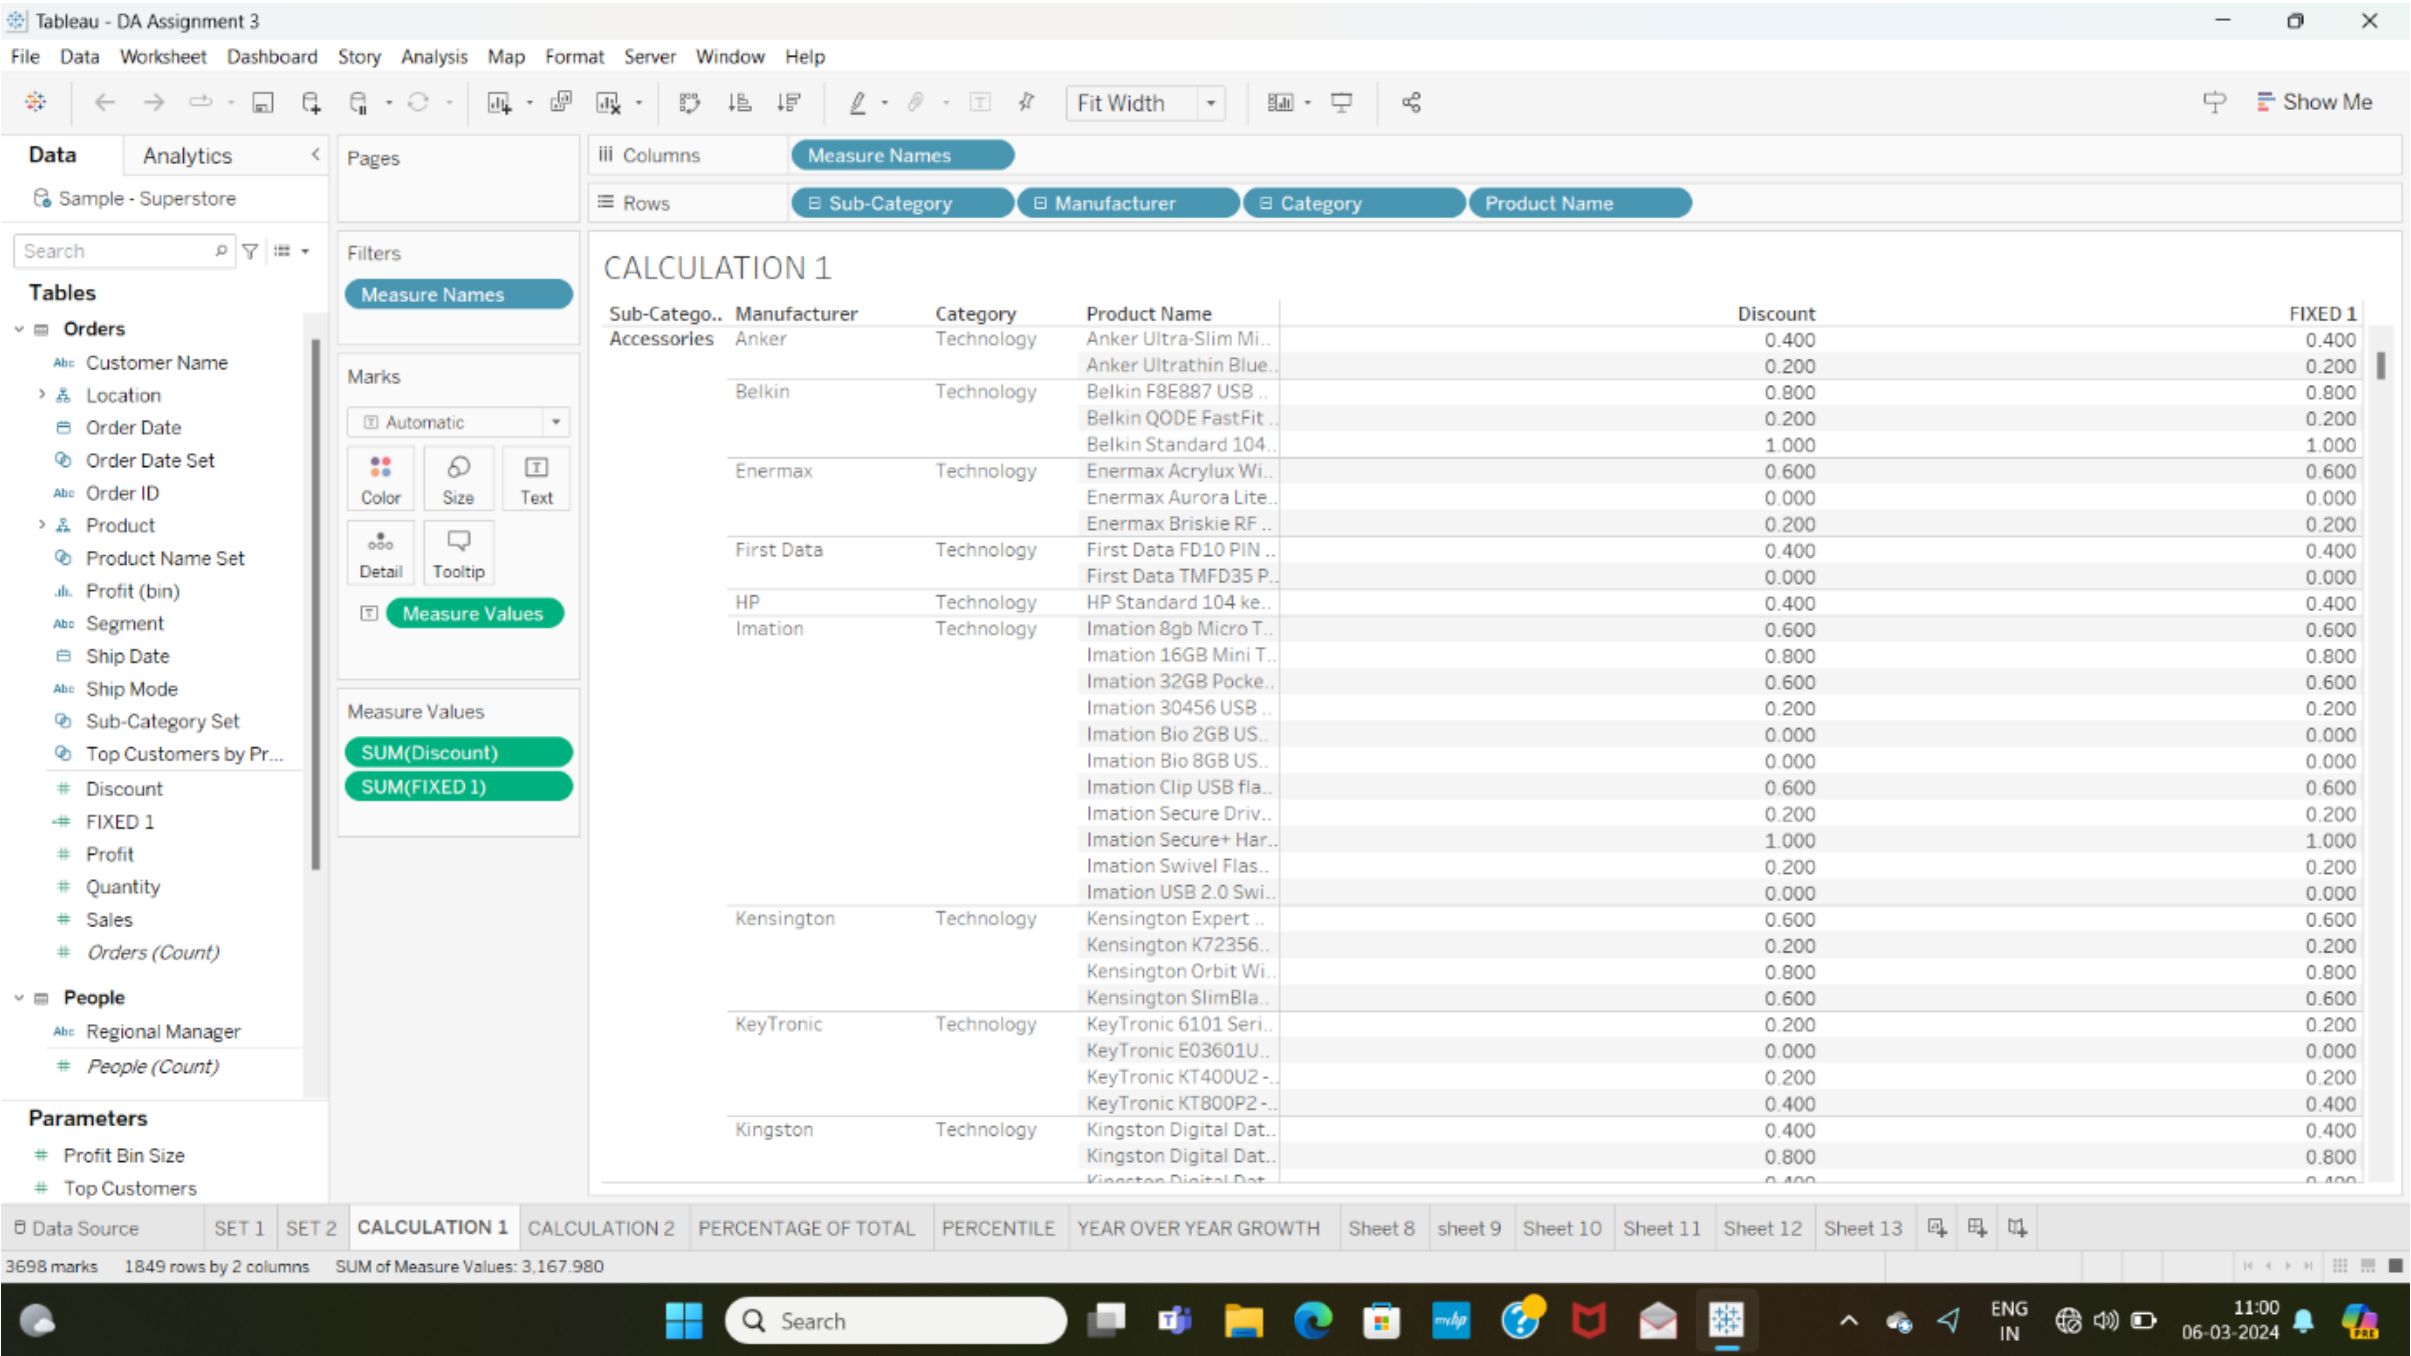 Tableau - DA Assignment 3
File Data Worksheet Dashboard Story Analysis Map Format Server Window Help
Fit Width
Show Me
Data Analytics
Sample - Superstore
Search
Tables
Orders
Abc Customer Name
Location
Order Date
Order Date Set
Abc Order ID
Product
Product Name Set
Profit (bin)
Abc Segment
Ship Date
Abc Ship Mode
Sub-Category Set
Top Customers by Pr...
# Discount
# FIXED 1
# Profit
# Quantity
# Sales
# Orders (Count)
People
Abc Regional Manager
# People (Count)
Parameters
# Profit Bin Size
# Top Customers
Pages
Filters
Measure Names
Marks
Automatic
Color Size Text
Detail Tooltip
Measure Values
Measure Values
SUM(Discount)
SUM(FIXED 1)
Columns Measure Names
Rows Sub-Category Manufacturer Category Product Name
CALCULATION 1
Sub-Catego.. Manufacturer Category Product Name Discount FIXED 1
Accessories Anker Technology Anker Ultra-Slim Mi.. 0.400 0.400
Anker Ultrathin Blue.. 0.200 0.200
Belkin Technology Belkin F8E887 USB .. 0.800 0.800
Belkin QODE FastFit .. 0.200 0.200
Belkin Standard 104.. 1.000 1.000
Enermax Technology Enermax Acrylux Wi.. 0.600 0.600
Enermax Aurora Lite.. 0.000 0.000
Enermax Briskie RF .. 0.200 0.200
First Data Technology First Data FD10 PIN .. 0.400 0.400
First Data TMFD35 P.. 0.000 0.000
HP Technology HP Standard 104 ke.. 0.400 0.400
Imation Technology Imation 8gb Micro T.. 0.600 0.600
Imation 16GB Mini T.. 0.800 0.800
Imation 32GB Pocke.. 0.600 0.600
Imation 30456 USB .. 0.200 0.200
Imation Bio 2GB US.. 0.000 0.000
Imation Bio 8GB US.. 0.000 0.000
Imation Clip USB fla.. 0.600 0.600
Imation Secure Driv.. 0.200 0.200
Imation Secure+ Har.. 1.000 1.000
Imation Swivel Flas.. 0.200 0.200
Imation USB 2.0 Swi.. 0.000 0.000
Kensington Technology Kensington Expert .. 0.600 0.600
Kensington K72356.. 0.200 0.200
Kensington Orbit Wi.. 0.800 0.800
Kensington SlimBla.. 0.600 0.600
KeyTronic Technology KeyTronic 6101 Seri.. 0.200 0.200
KeyTronic E03601U.. 0.000 0.000
KeyTronic KT400U2 -.. 0.200 0.200
KeyTronic KT800P2 -.. 0.400 0.400
Kingston Technology Kingston Digital Dat.. 0.400 0.400
Kingston Digital Dat.. 0.800 0.800
Kingston Digital Dat.. 0.400 0.400
Data Source SET 1 SET 2 CALCULATION 1 CALCULATION 2 PERCENTAGE OF TOTAL PERCENTILE YEAR OVER YEAR GROWTH Sheet 8 sheet 9 Sheet 10 Sheet 11 Sheet 12 Sheet 13
3698 marks 1849 rows by 2 columns SUM of Measure Values: 3,167.980
Search
myhp
ENG
IN
11:00
06-03-2024
PRE